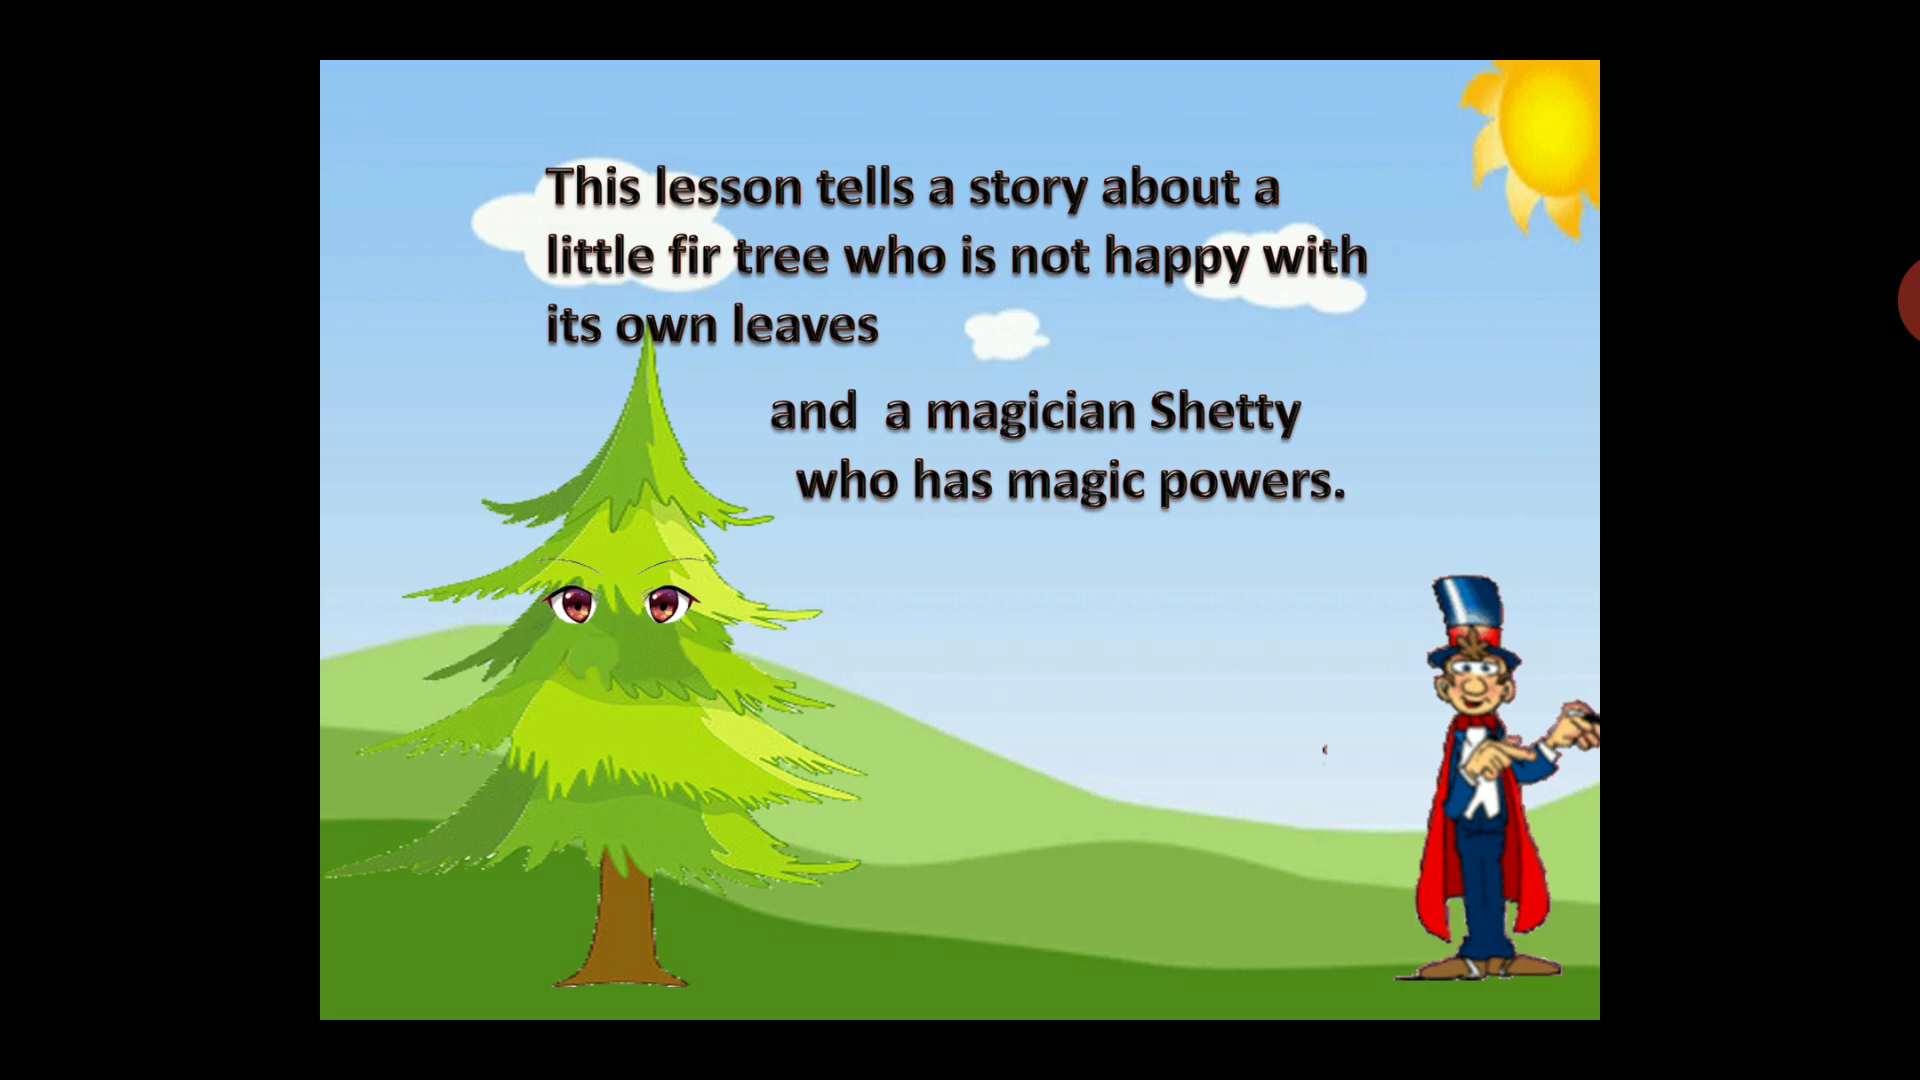 This lesson tells a story about a
little fir tree who is not happy with
its own leaves
and a magician Shetty
who has magic powers.